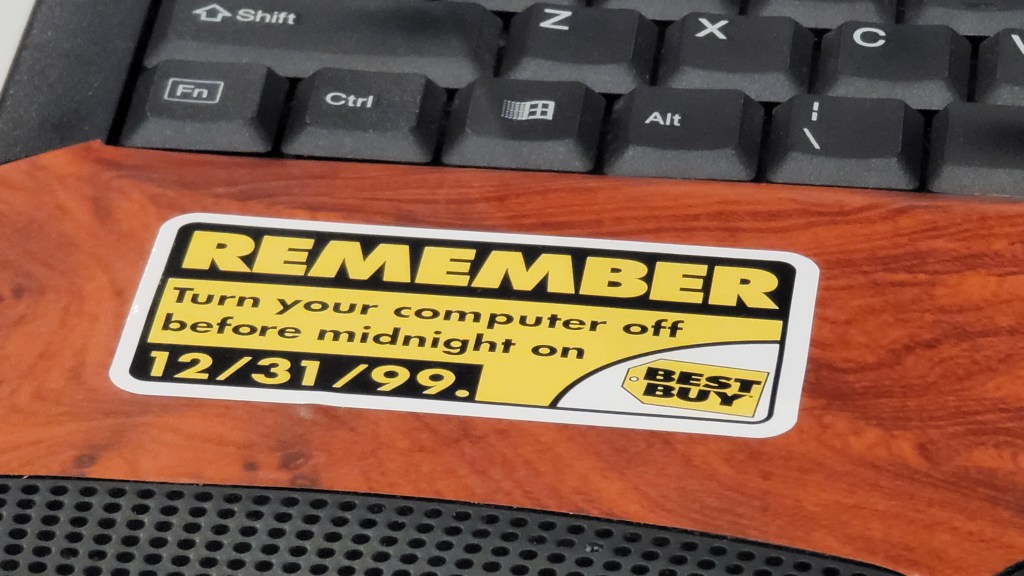 Shift
Z
X
C
Fn
Ctrl
Alt
¦
\
REMEMBER
Turn your computer off
before midnight on
12/31/99.
BEST
BUY